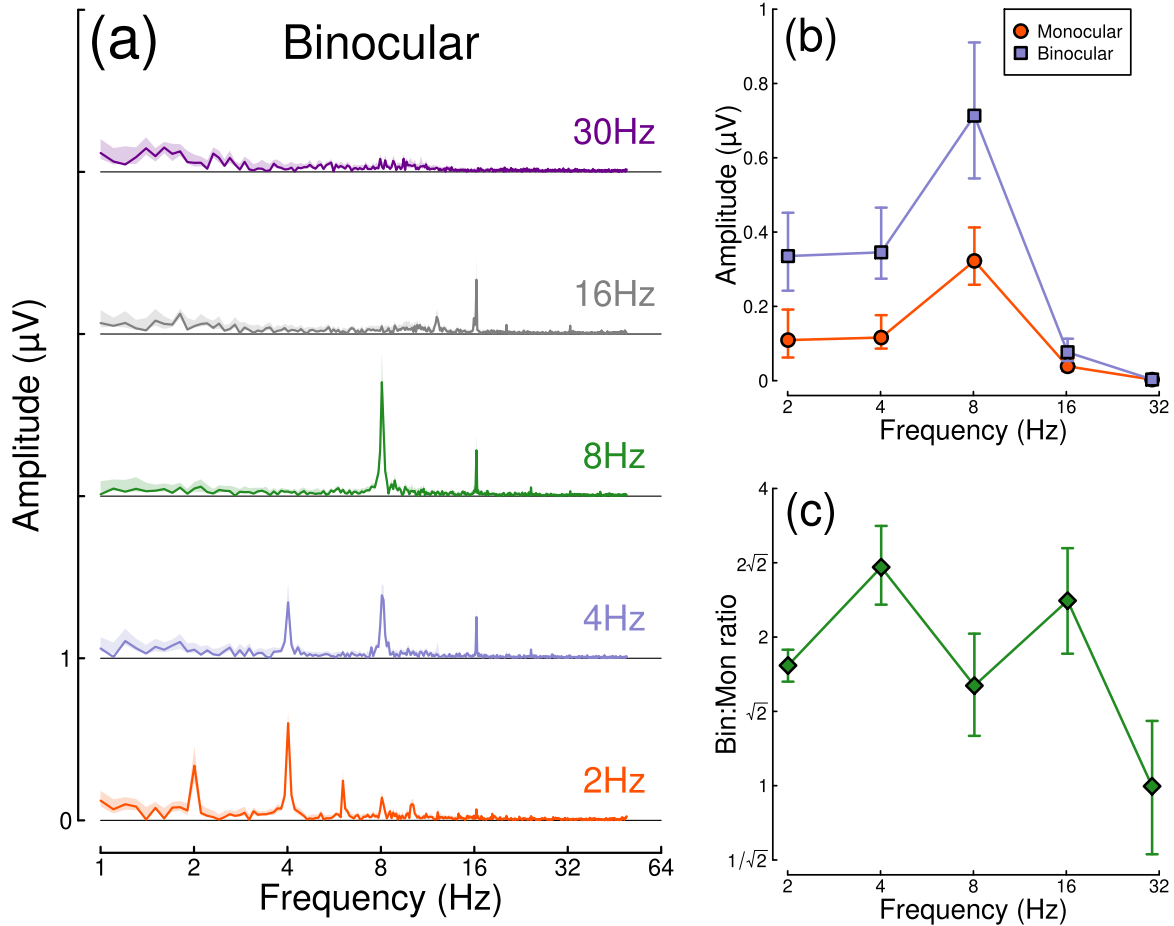 (a)
Binocular
30Hz
16Hz
8Hz
4Hz
2Hz
Amplitude (µV)
1
0
1 2 4 8 16 32 64
Frequency (Hz)
(b)
Monocular
Binocular
Amplitude (µV)
1
0.8
0.6
0.4
0.2
0
2 4 8 16 32
Frequency (Hz)
(c)
Bin:Mon ratio
4
2√2
2
√2
1
1/√2
2 4 8 16 32
Frequency (Hz)